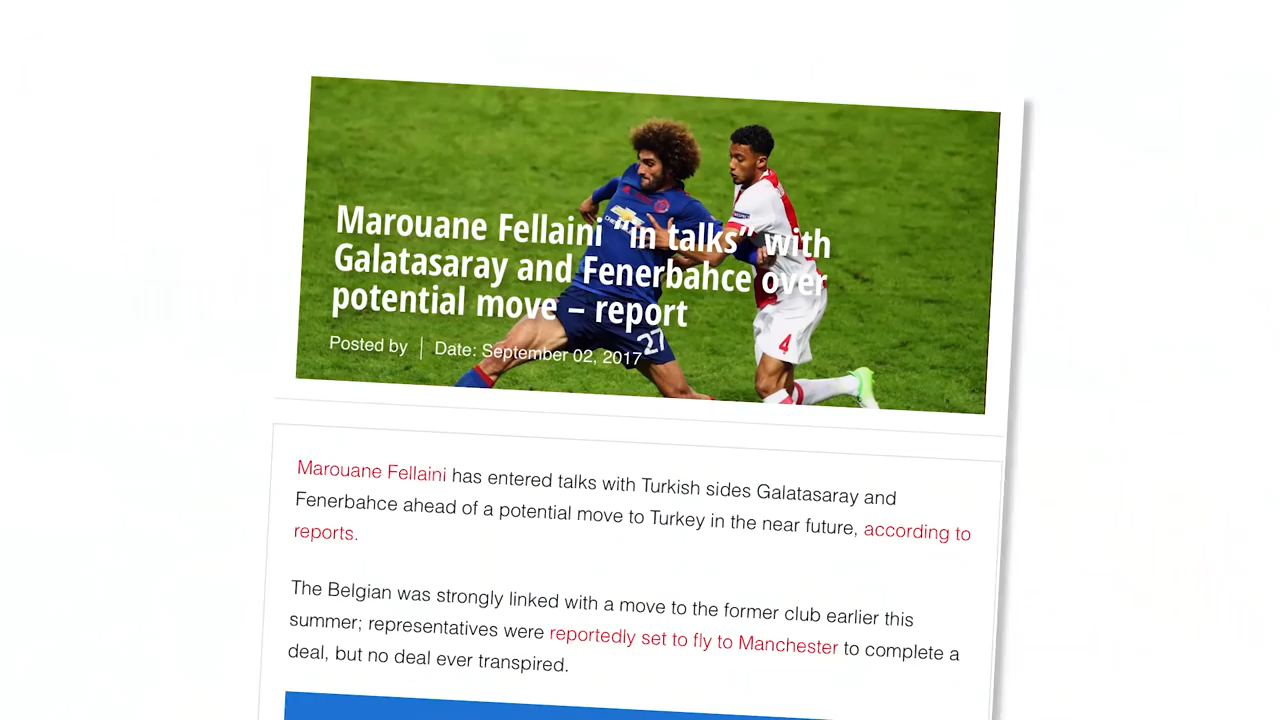 Marouane Fellaini "in talks" with
Galatasaray and Fenerbahce over
potential move – report
Posted by | Date: September 02, 2017
27
4
Marouane Fellaini has entered talks with Turkish sides Galatasaray and
Fenerbahce ahead of a potential move to Turkey in the near future, according to
reports.
The Belgian was strongly linked with a move to the former club earlier this
summer; representatives were reportedly set to fly to Manchester to complete a
deal, but no deal ever transpired.